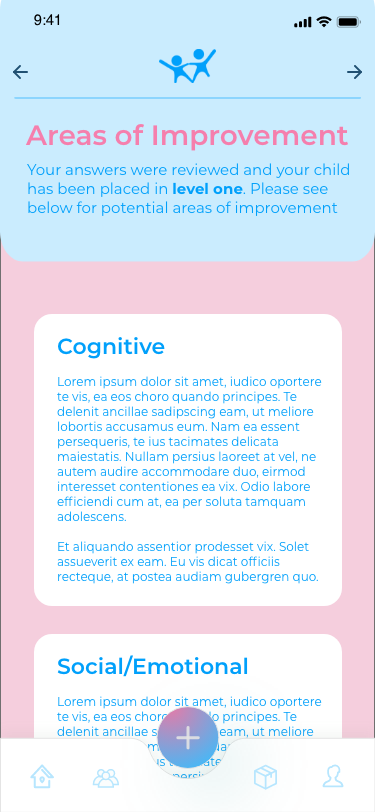 9:41
Areas of Improvement
Your answers were reviewed and your child
has been placed in level one. Please see
below for potential areas of improvement
Cognitive
Lorem ipsum dolor sit amet, iudico oportere
te vis, ea eos choro quando principes. Te
delenit ancillae sadipscing eam, ut meliore
lobortis accusamus eum. Nam ea essent
persequeris, te ius tacimates delicata
maiestatis. Nullam persius laoreet at vel, ne
autem audire accommodare duo, eirmod
interesset contentiones ea vix. Odio labore
efficiendi cum at, ea per soluta tamquam
adolescens.
Et aliquando assentior prodesset vix. Solet
assueverit ex eam. Eu vis dicat officiis
recteque, at postea audiam gubergren quo.
Social/Emotional
Lorem ipsum dolor sit amet, iudico oportere
te vis, ea eos principes. Te
delenit ancillae eam, ut meliore